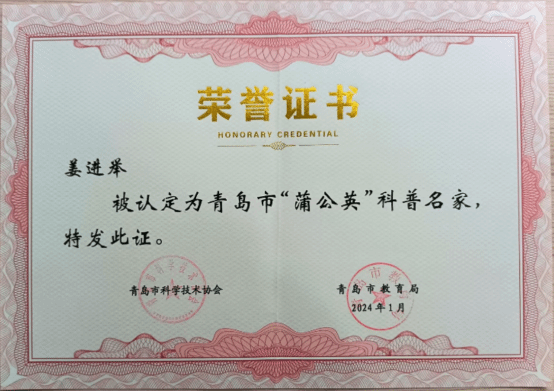 荣誉证书
HONORARY CREDENTIAL
姜进举
被认定为青岛市“蒲公英”科普名家,
特发此证。
青岛市科学技术协会
青岛市教育局
2024年1月